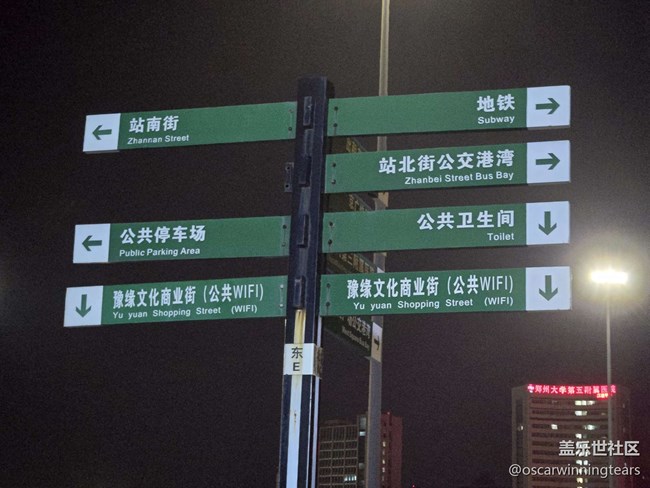 站南街
Zhannan Street
地铁
Subway
站北街公交港湾
Zhanbei Street Bus Bay
公共停车场
Public Parking Area
公共卫生间
Toilet
豫缘文化商业街（公共WIFI）
Yu yuan Shopping Street (WIFI)
豫缘文化商业街（公共WIFI）
Yu yuan Shopping Street (WIFI)
东
E
郑州大学第五附属医院
盖乐世社区
@oscarwinningtears